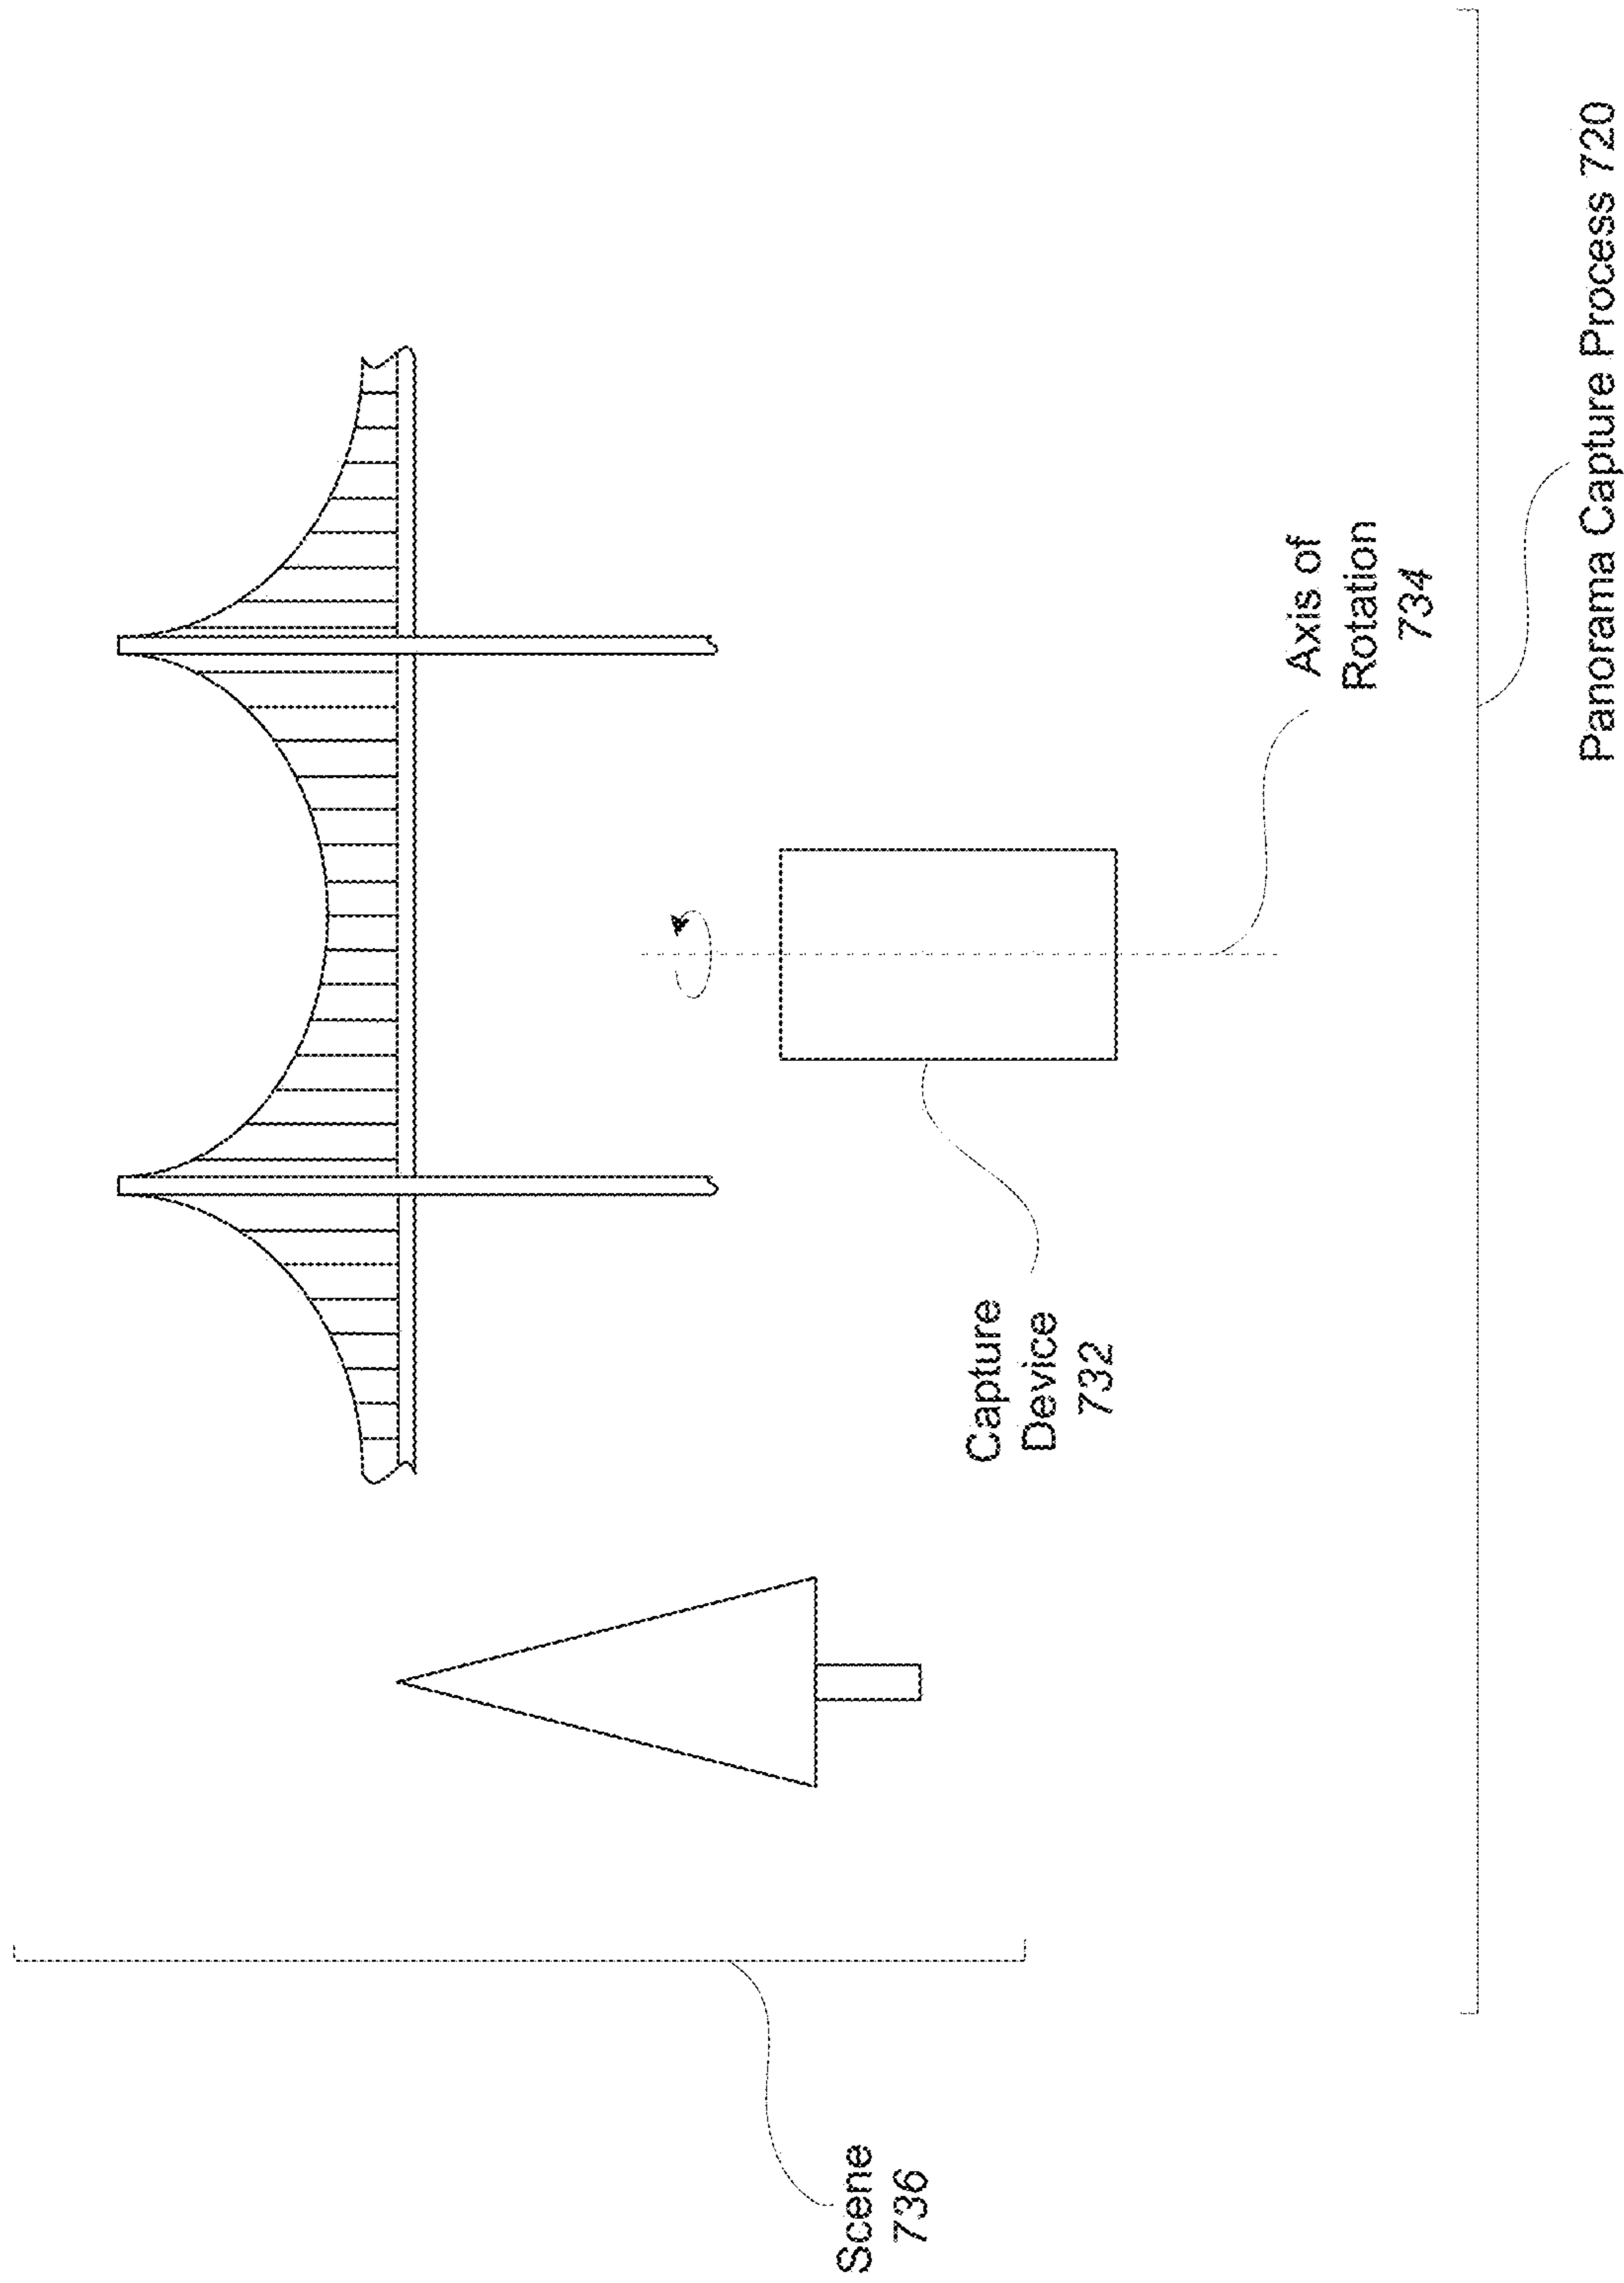 Scene
736
Capture
Device
732
Axis of
Rotation
734
Panorama Capture Process 720